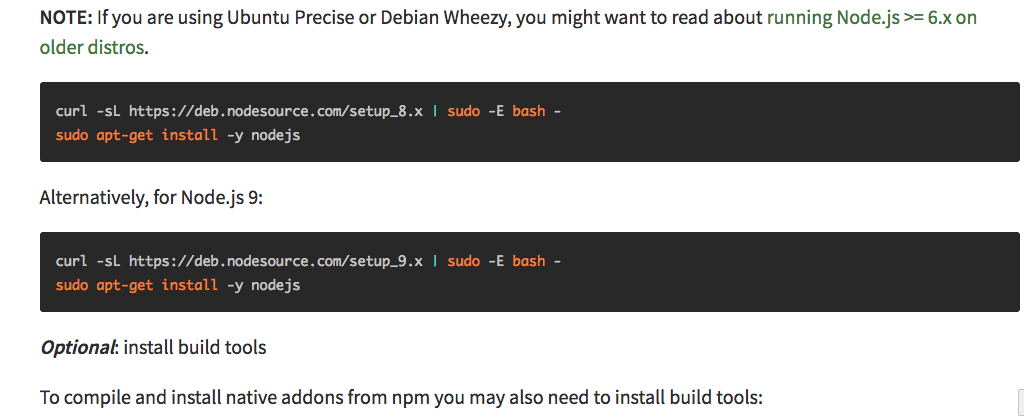 NOTE: If you are using Ubuntu Precise or Debian Wheezy, you might want to read about running Node.js >= 6.x on
older distros.
curl -sL https://deb.nodesource.com/setup_8.x | sudo -E bash -
sudo apt-get install -y nodejs
Alternatively, for Node.js 9:
curl -sL https://deb.nodesource.com/setup_9.x | sudo -E bash -
sudo apt-get install -y nodejs
Optional: install build tools
To compile and install native addons from npm you may also need to install build tools: